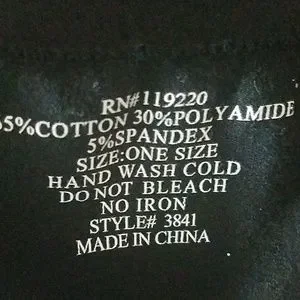 RN# 119220
65%COTTON 30%POLYAMIDE
5%SPANDEX
SIZE:ONE SIZE
HAND WASH COLD
DO NOT BLEACH
NO IRON
STYLE# 3841
MADE IN CHINA